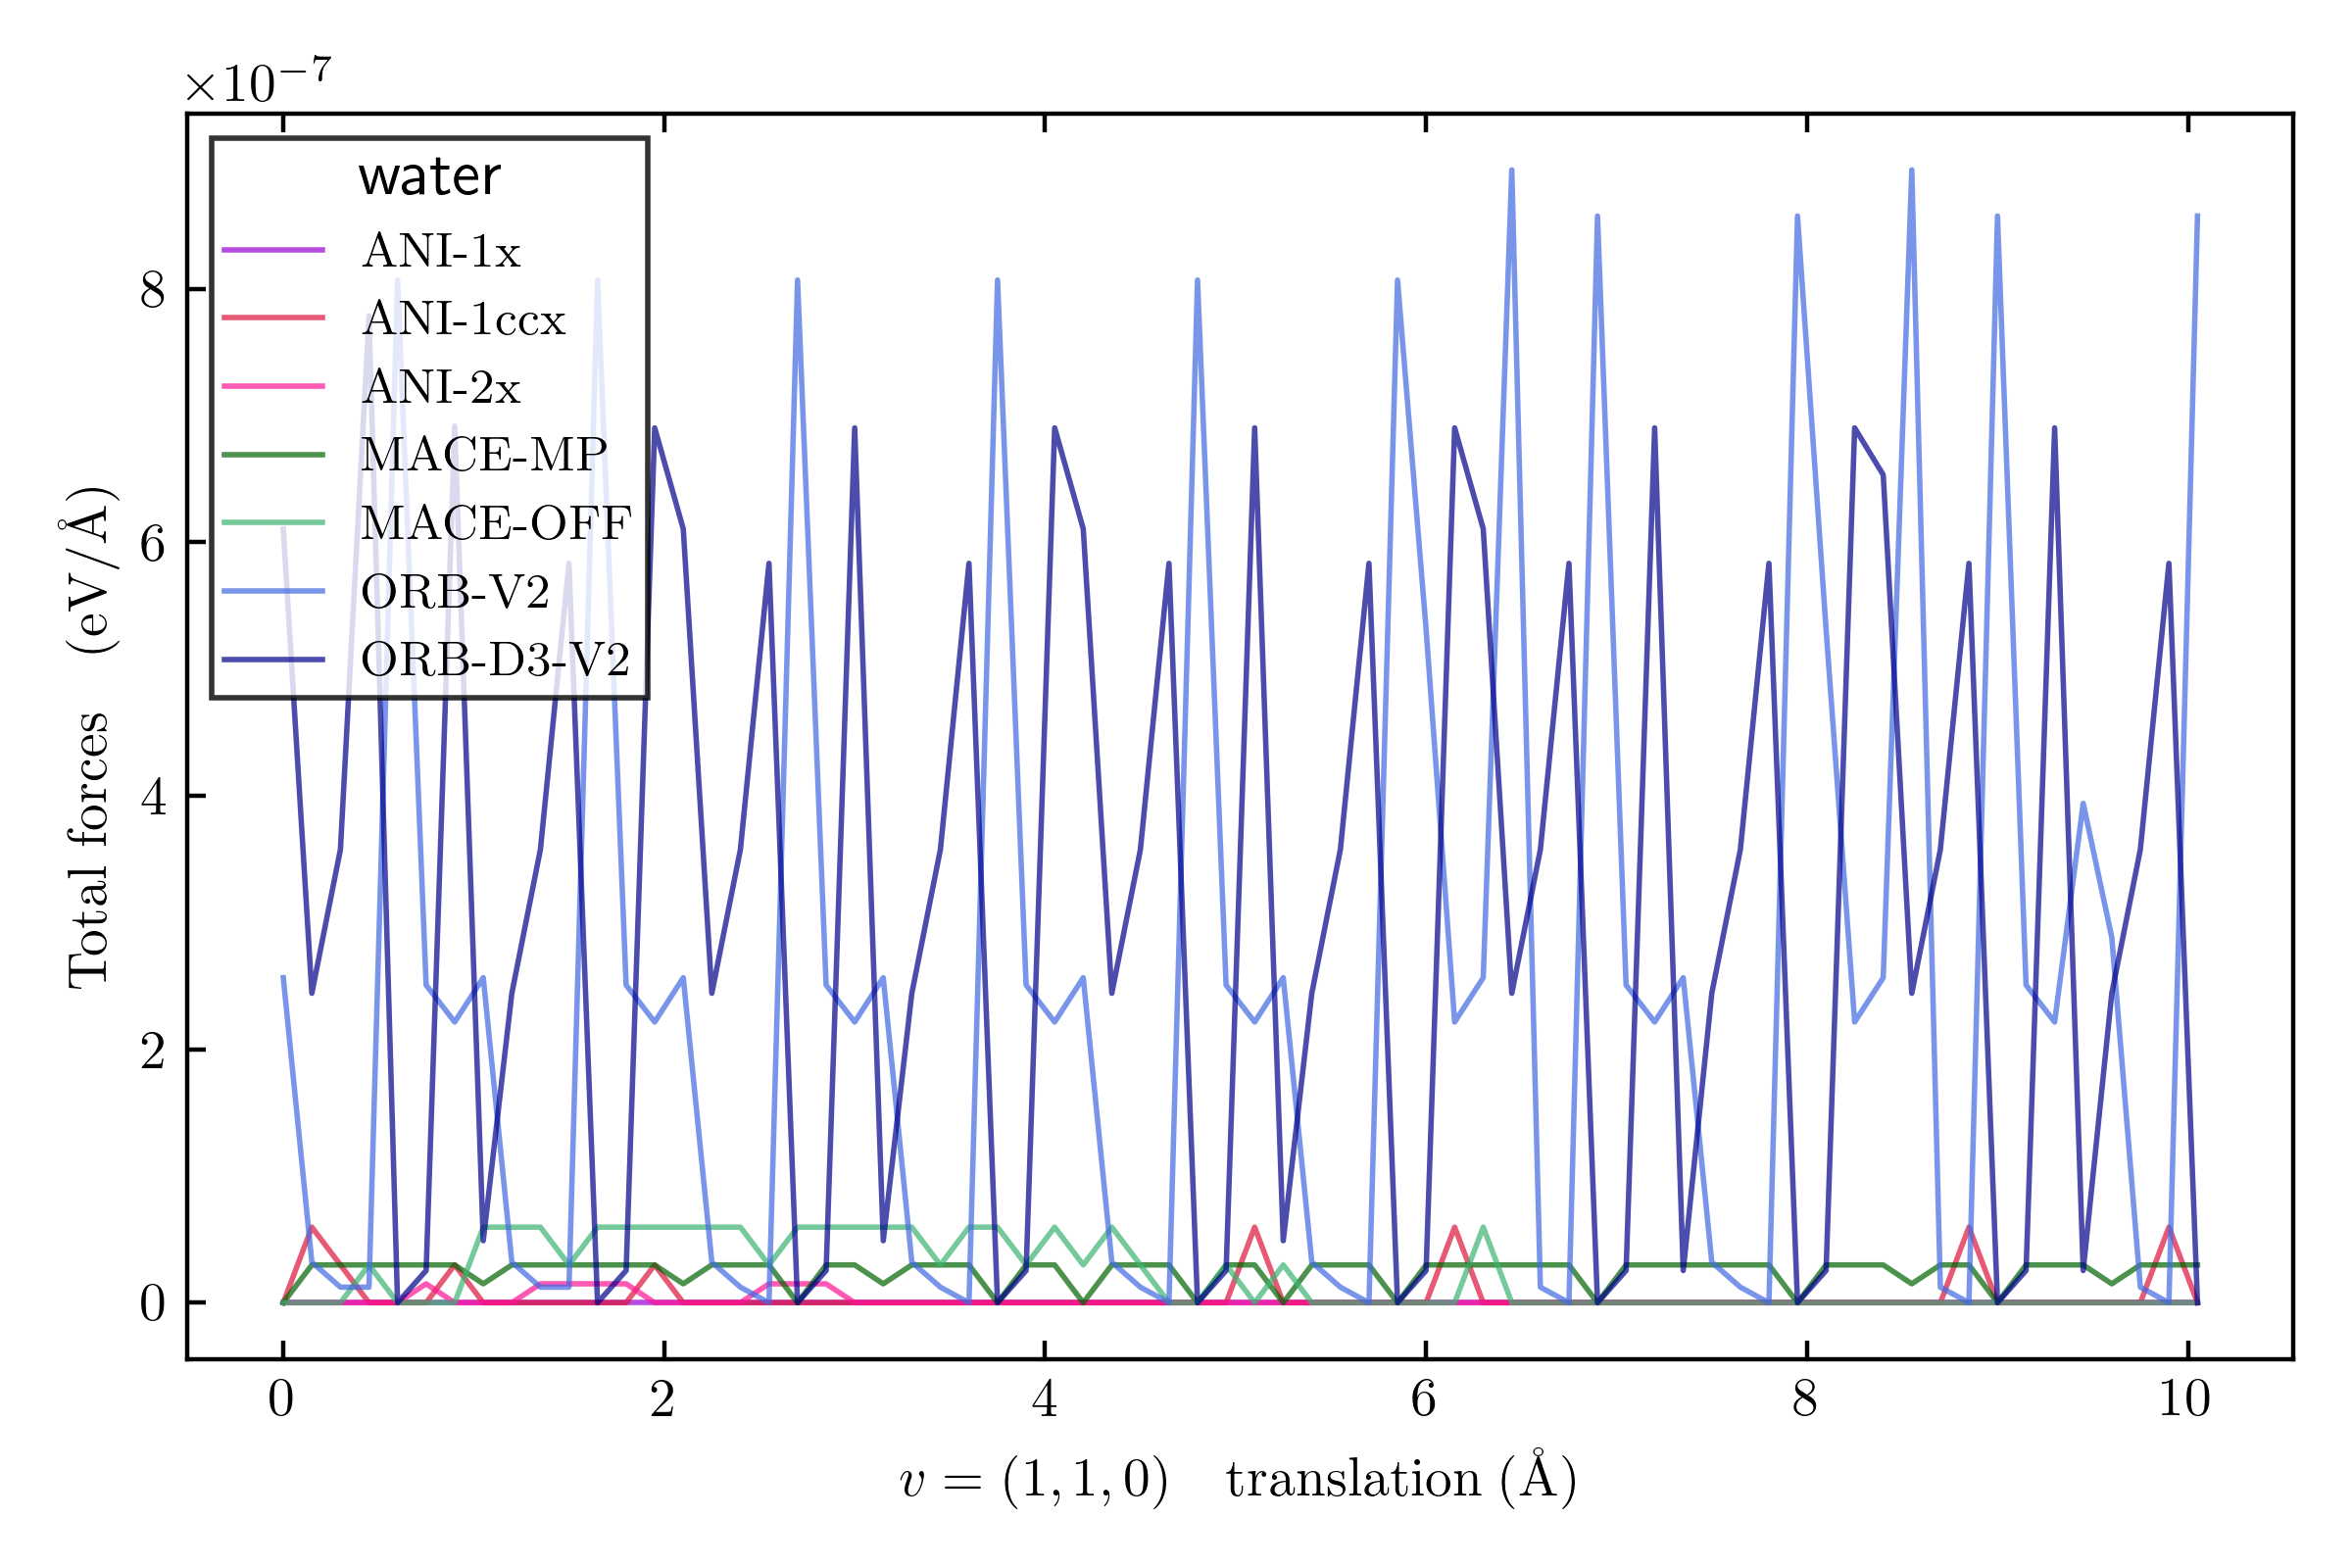 ×10⁻⁷
water
ANI-1x
ANI-1ccx
ANI-2x
MACE-MP
MACE-OFF
ORB-V2
ORB-D3-V2
8
6
4
2
0
Total forces (eV/Å)
0 2 4 6 8 10
v = (1, 1, 0) translation (Å)